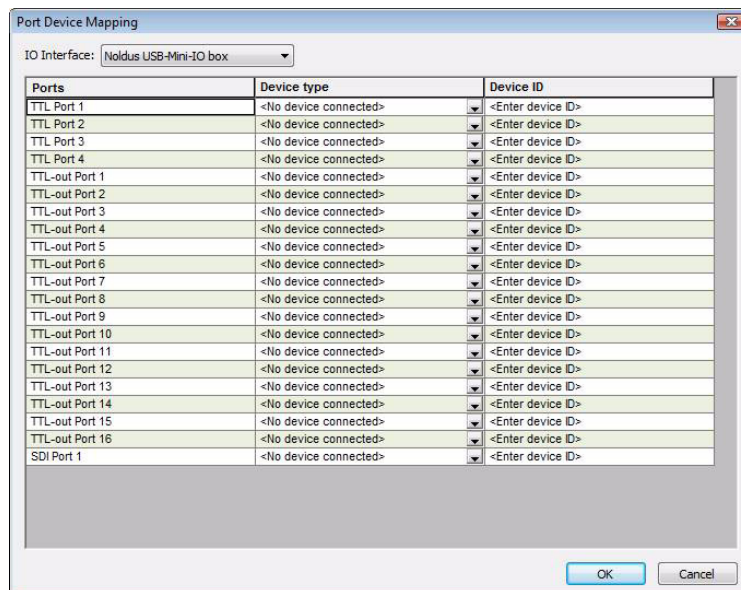 Port Device Mapping
IO Interface: Noldus USB-Mini-IO box
Ports Device type Device ID
TTL Port 1 <No device connected> <Enter device ID>
TTL Port 2 <No device connected> <Enter device ID>
TTL Port 3 <No device connected> <Enter device ID>
TTL Port 4 <No device connected> <Enter device ID>
TTL-out Port 1 <No device connected> <Enter device ID>
TTL-out Port 2 <No device connected> <Enter device ID>
TTL-out Port 3 <No device connected> <Enter device ID>
TTL-out Port 4 <No device connected> <Enter device ID>
TTL-out Port 5 <No device connected> <Enter device ID>
TTL-out Port 6 <No device connected> <Enter device ID>
TTL-out Port 7 <No device connected> <Enter device ID>
TTL-out Port 8 <No device connected> <Enter device ID>
TTL-out Port 9 <No device connected> <Enter device ID>
TTL-out Port 10 <No device connected> <Enter device ID>
TTL-out Port 11 <No device connected> <Enter device ID>
TTL-out Port 12 <No device connected> <Enter device ID>
TTL-out Port 13 <No device connected> <Enter device ID>
TTL-out Port 14 <No device connected> <Enter device ID>
TTL-out Port 15 <No device connected> <Enter device ID>
TTL-out Port 16 <No device connected> <Enter device ID>
SDI Port 1 <No device connected> <Enter device ID>
OK Cancel